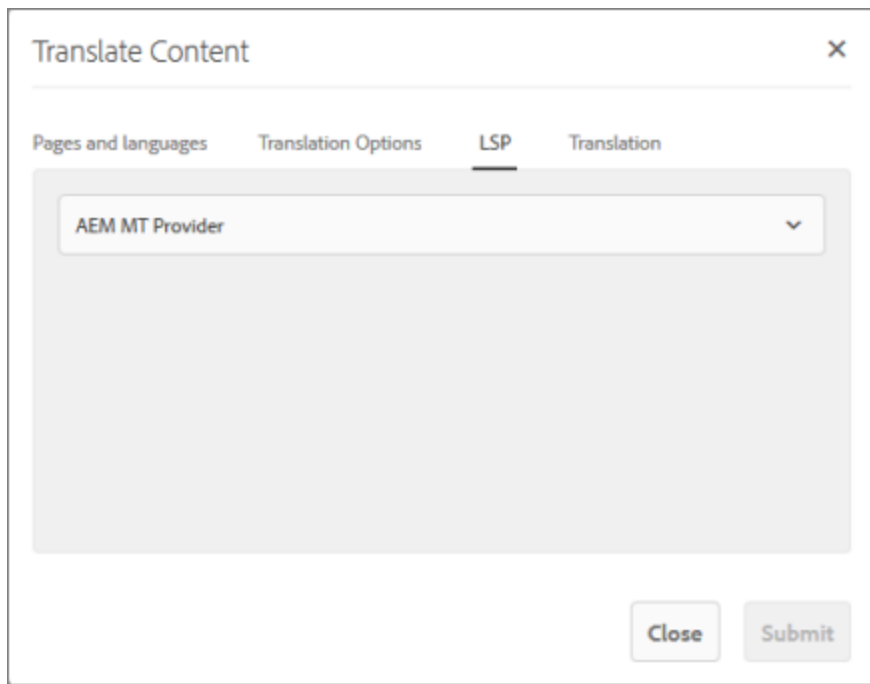 Translate Content
Pages and languages Translation Options LSP Translation
AEM MT Provider
Close Submit